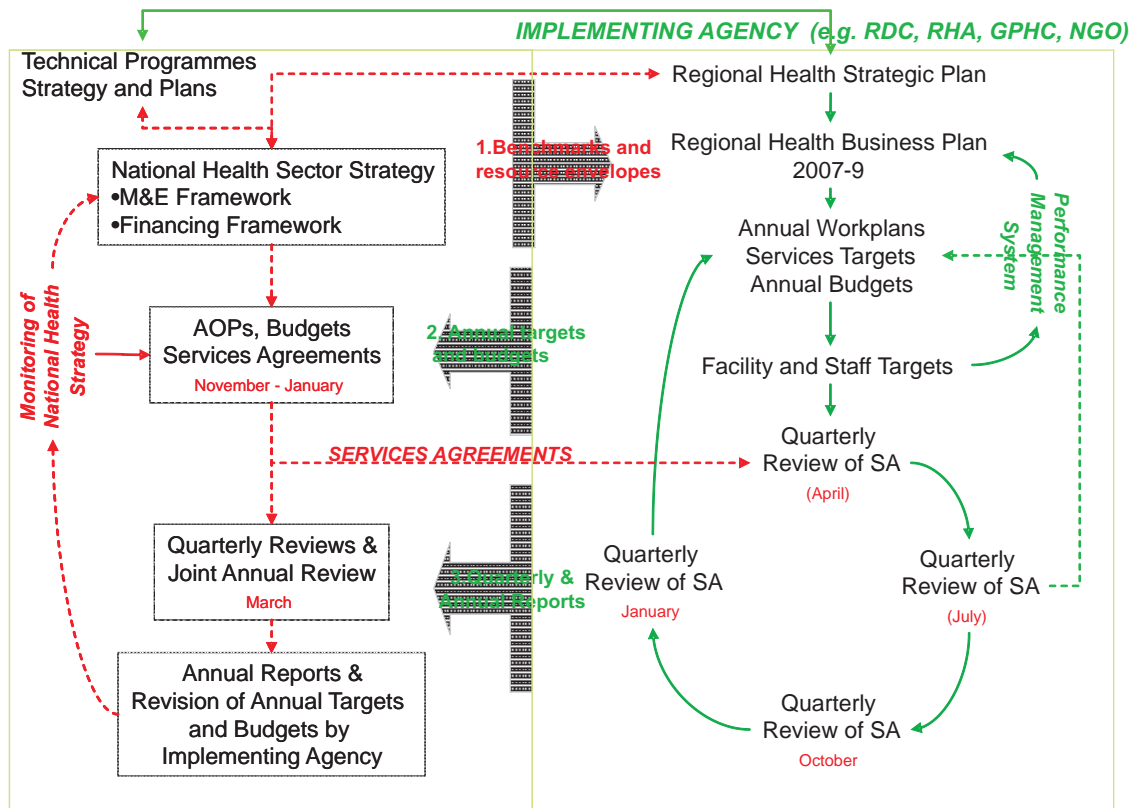 IMPLEMENTING AGENCY (e.g. RDC, RHA, GPHC, NGO)
Technical Programmes
Strategy and Plans
National Health Sector Strategy
•M&E Framework
•Financing Framework
AOPs, Budgets
Services Agreements
November - January
Quarterly Reviews &
Joint Annual Review
March
Annual Reports &
Revision of Annual Targets
and Budgets by
Implementing Agency
Monitoring of
National Health
Strategy
1.Benchmarks and
resource envelopes
2. Annual targets
and budgets
SERVICES AGREEMENTS
3.Quarterly &
Annual Reports
Regional Health Strategic Plan
Regional Health Business Plan
2007-9
Annual Workplans
Services Targets
Annual Budgets
Facility and Staff Targets
Performance
Management
System
Quarterly
Review of SA
(April)
Quarterly
Review of SA
(July)
Quarterly
Review of SA
October
Quarterly
Review of SA
January